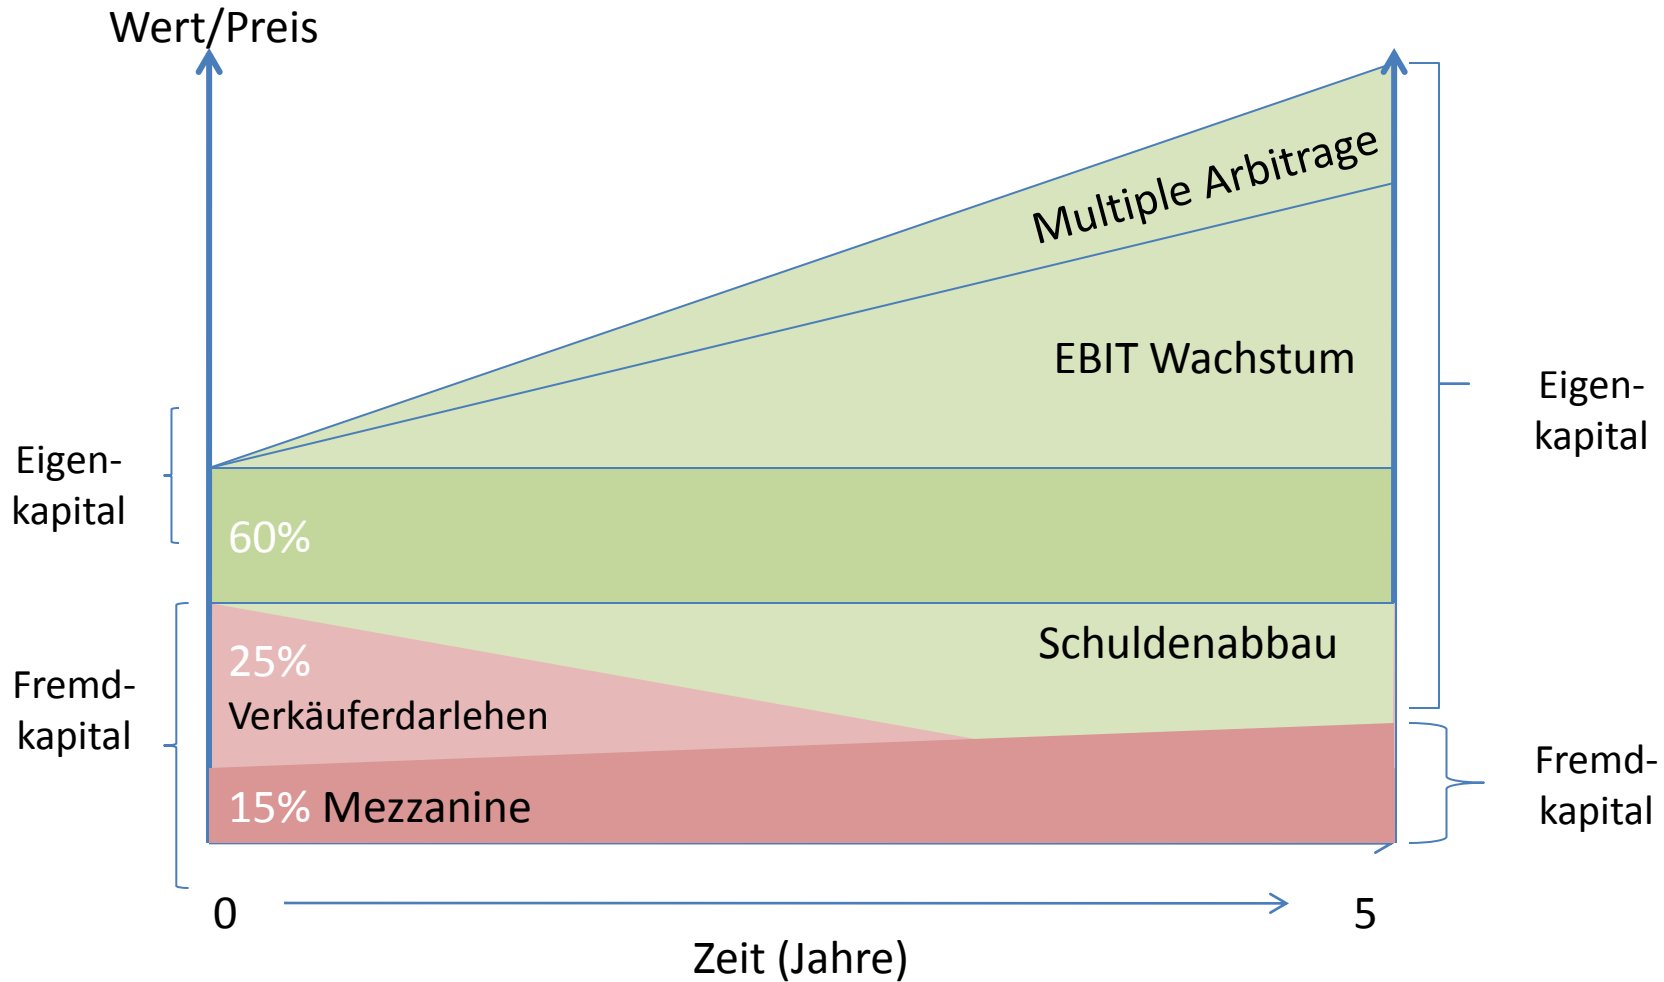 Wert/Preis
Multiple Arbitrage
EBIT Wachstum
Eigen-
kapital
Eigen-
kapital
60%
Schuldenabbau
25%
Verkäuferdarlehen
Fremd-
kapital
15% Mezzanine
Fremd-
kapital
0
5
Zeit (Jahre)